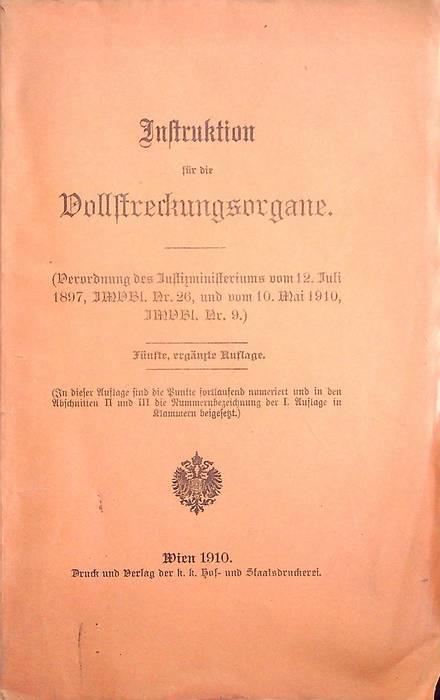 Instruktion
für die
Vollstreckungsorgane.
(Verordnung des Justizministeriums vom 12. Juli
1897, JMVBl. Nr. 26, und vom 10. Mai 1910,
JMVBl. Nr. 9.)
Fünfte, ergänzte Auflage.
(In dieser Auflage sind die Punkte fortlaufend numeriert und in den
Abschnitten II und III die Nummernbezeichnung der I. Auflage in
Klammern beigesetzt.)
Wien 1910.
Druck und Verlag der k. k. Hof- und Staatsdruckerei.